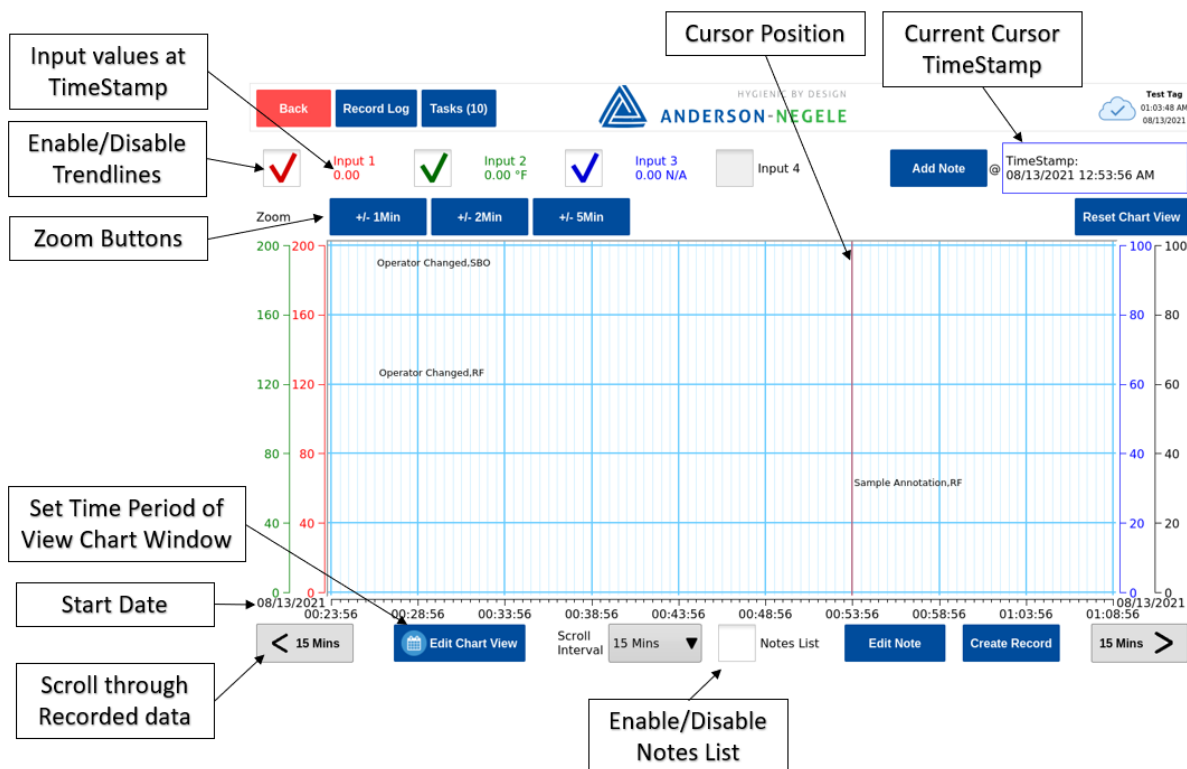 Cursor Position
Current Cursor
TimeStamp
Input values at
TimeStamp
Back
Record Log
Tasks (10)
HYGIENIC BY DESIGN
ANDERSON-NEGELE
Test Tag
01:03:48 AM
08/13/2021
Enable/Disable
Trendlines
Input 1
0.00
Input 2
0.00 °F
Input 3
0.00 N/A
Input 4
Add Note
@
TimeStamp:
08/13/2021 12:53:56 AM
Zoom Buttons
Zoom
+/- 1Min
+/- 2Min
+/- 5Min
Reset Chart View
200 200 100 100
Operator Changed,SBO
160 160 80 80
Operator Changed,RF
120 120 60 60
80 80 40 40
Sample Annotation,RF
Set Time Period of
View Chart Window
40 40 20 20
0 0 0 0
Start Date
08/13/2021 08/13/2021
00:23:56 00:28:56 00:33:56 00:38:56 00:43:56 00:48:56 00:53:56 00:58:56 01:03:56 01:08:56
< 15 Mins
Edit Chart View
Scroll
Interval
15 Mins
Notes List
Edit Note
Create Record
15 Mins >
Scroll through
Recorded data
Enable/Disable
Notes List